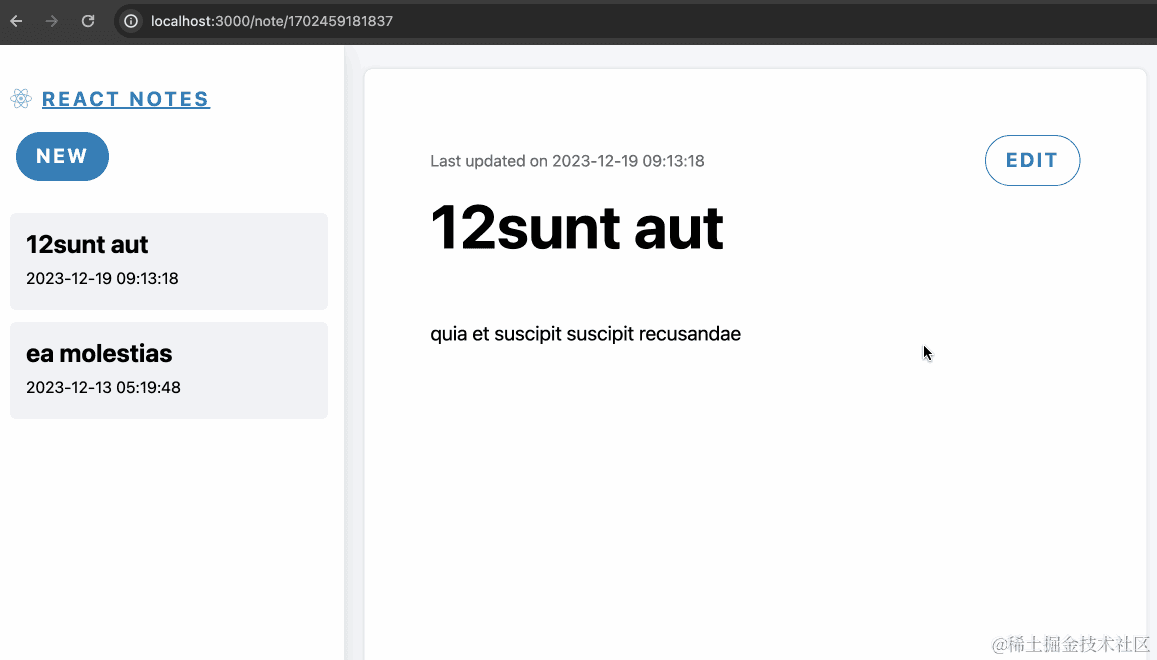 localhost:3000/note/1702459181837
REACT NOTES
NEW
12sunt aut
2023-12-19 09:13:18
ea molestias
2023-12-13 05:19:48
Last updated on 2023-12-19 09:13:18
EDIT
12sunt aut
quia et suscipit suscipit recusandae
@稀土掘金技术社区